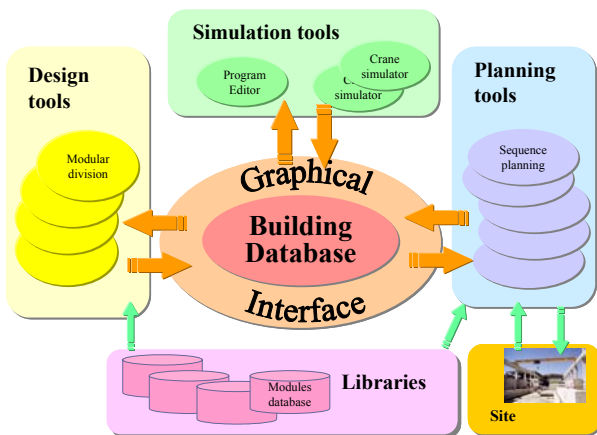 Simulation tools
Crane
simulator
Program
Editor
simulator
Design
tools
Modular
division
Planning
tools
Sequence
planning
Graphical
Building
Database
Interface
Libraries
Modules
database
Site